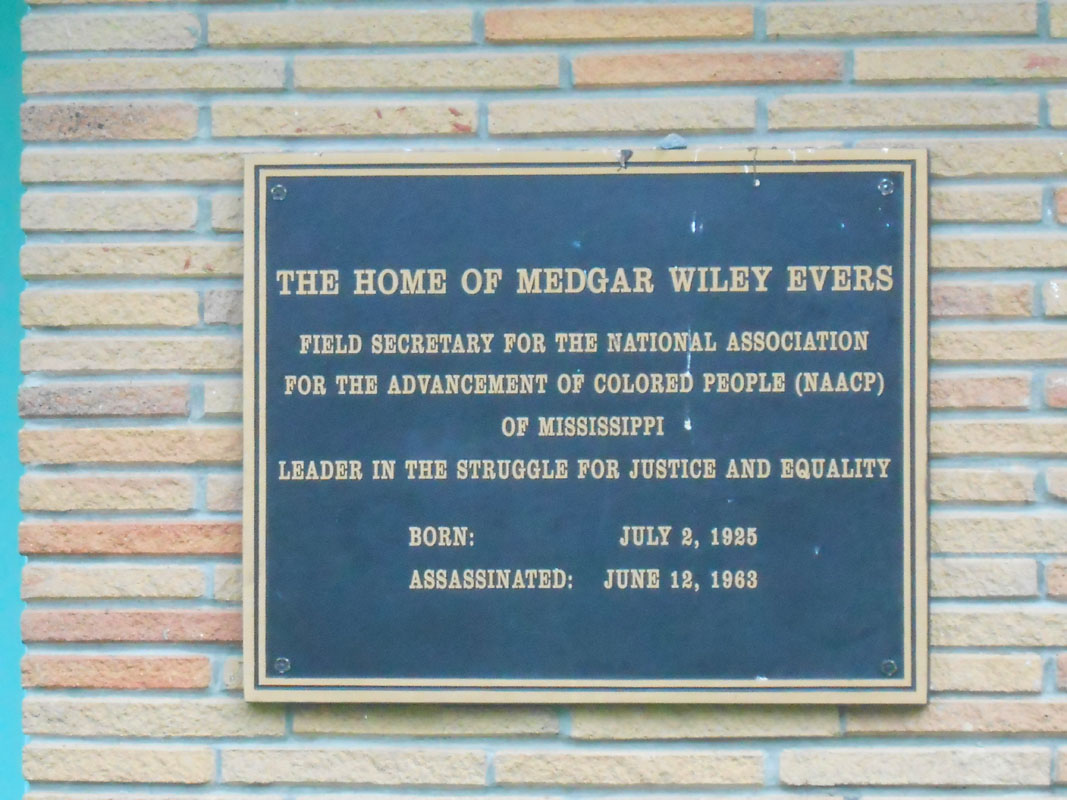 THE HOME OF MEDGAR WILEY EVERS
FIELD SECRETARY FOR THE NATIONAL ASSOCIATION
FOR THE ADVANCEMENT OF COLORED PEOPLE (NAACP)
OF MISSISSIPPI
LEADER IN THE STRUGGLE FOR JUSTICE AND EQUALITY
BORN: JULY 2, 1925
ASSASSINATED: JUNE 12, 1963